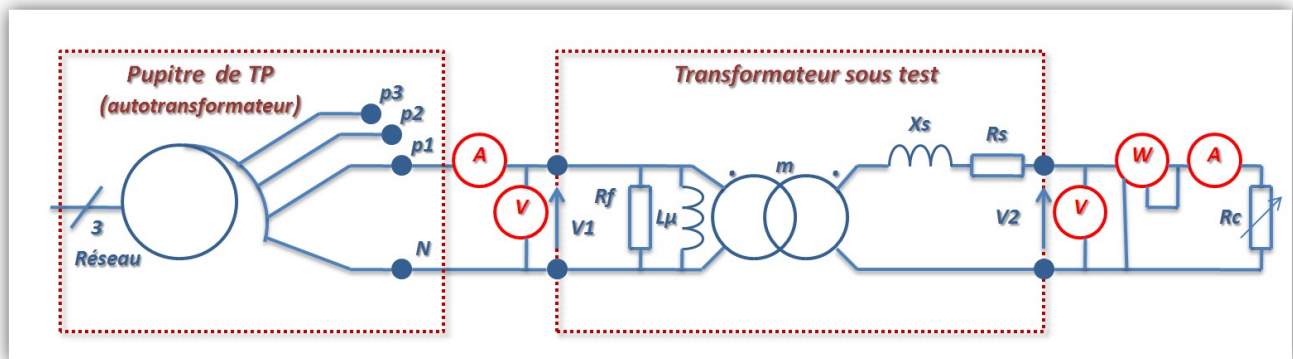 Pupitre de TP
(autotransformateur)
p3
p2
p1
3
Réseau
N
A
V
V1
Transformateur sous test
Rf
Lµ
m
Xs
Rs
V2
V
W
A
Rc